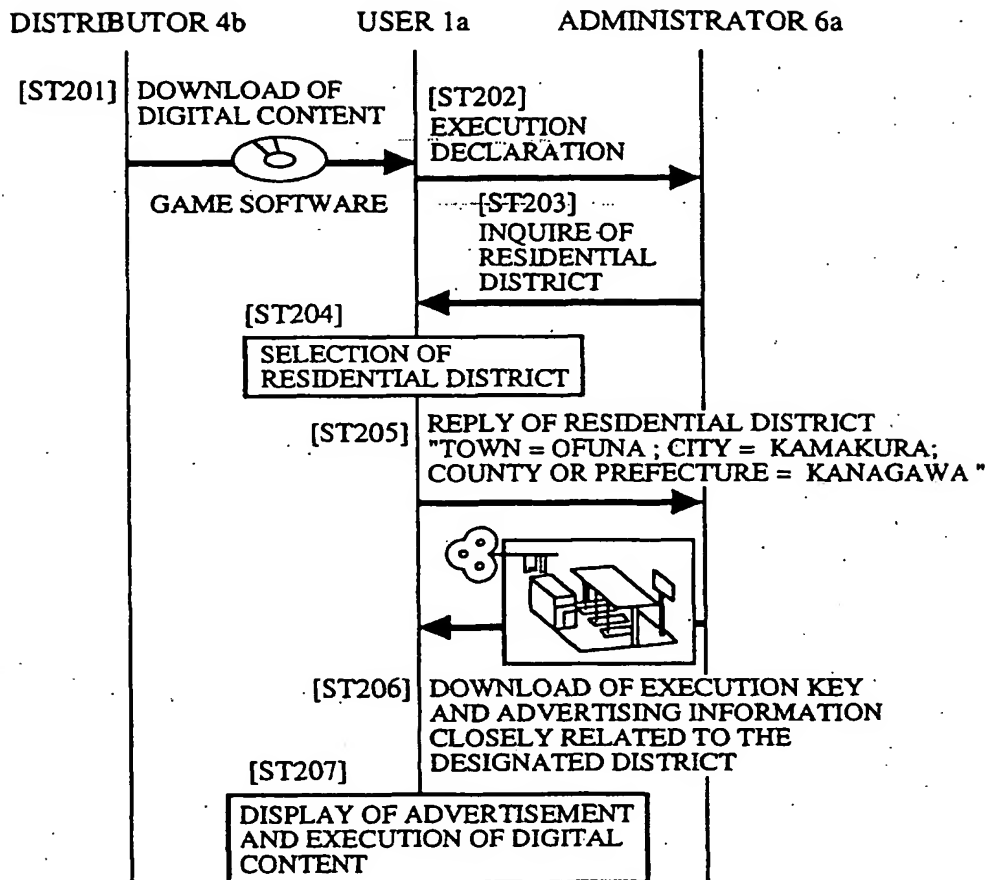 DISTRIBUTOR 4b USER 1a ADMINISTRATOR 6a
[ST201] DOWNLOAD OF
DIGITAL CONTENT
GAME SOFTWARE
[ST202]
EXECUTION
DECLARATION
[ST203]
INQUIRE OF
RESIDENTIAL
DISTRICT
[ST204]
SELECTION OF
RESIDENTIAL DISTRICT
[ST205] REPLY OF RESIDENTIAL DISTRICT
"TOWN = OFUNA ; CITY = KAMAKURA;
COUNTY OR PREFECTURE = KANAGAWA "
[ST206] DOWNLOAD OF EXECUTION KEY
AND ADVERTISING INFORMATION
CLOSELY RELATED TO THE
DESIGNATED DISTRICT
[ST207]
DISPLAY OF ADVERTISEMENT
AND EXECUTION OF DIGITAL
CONTENT